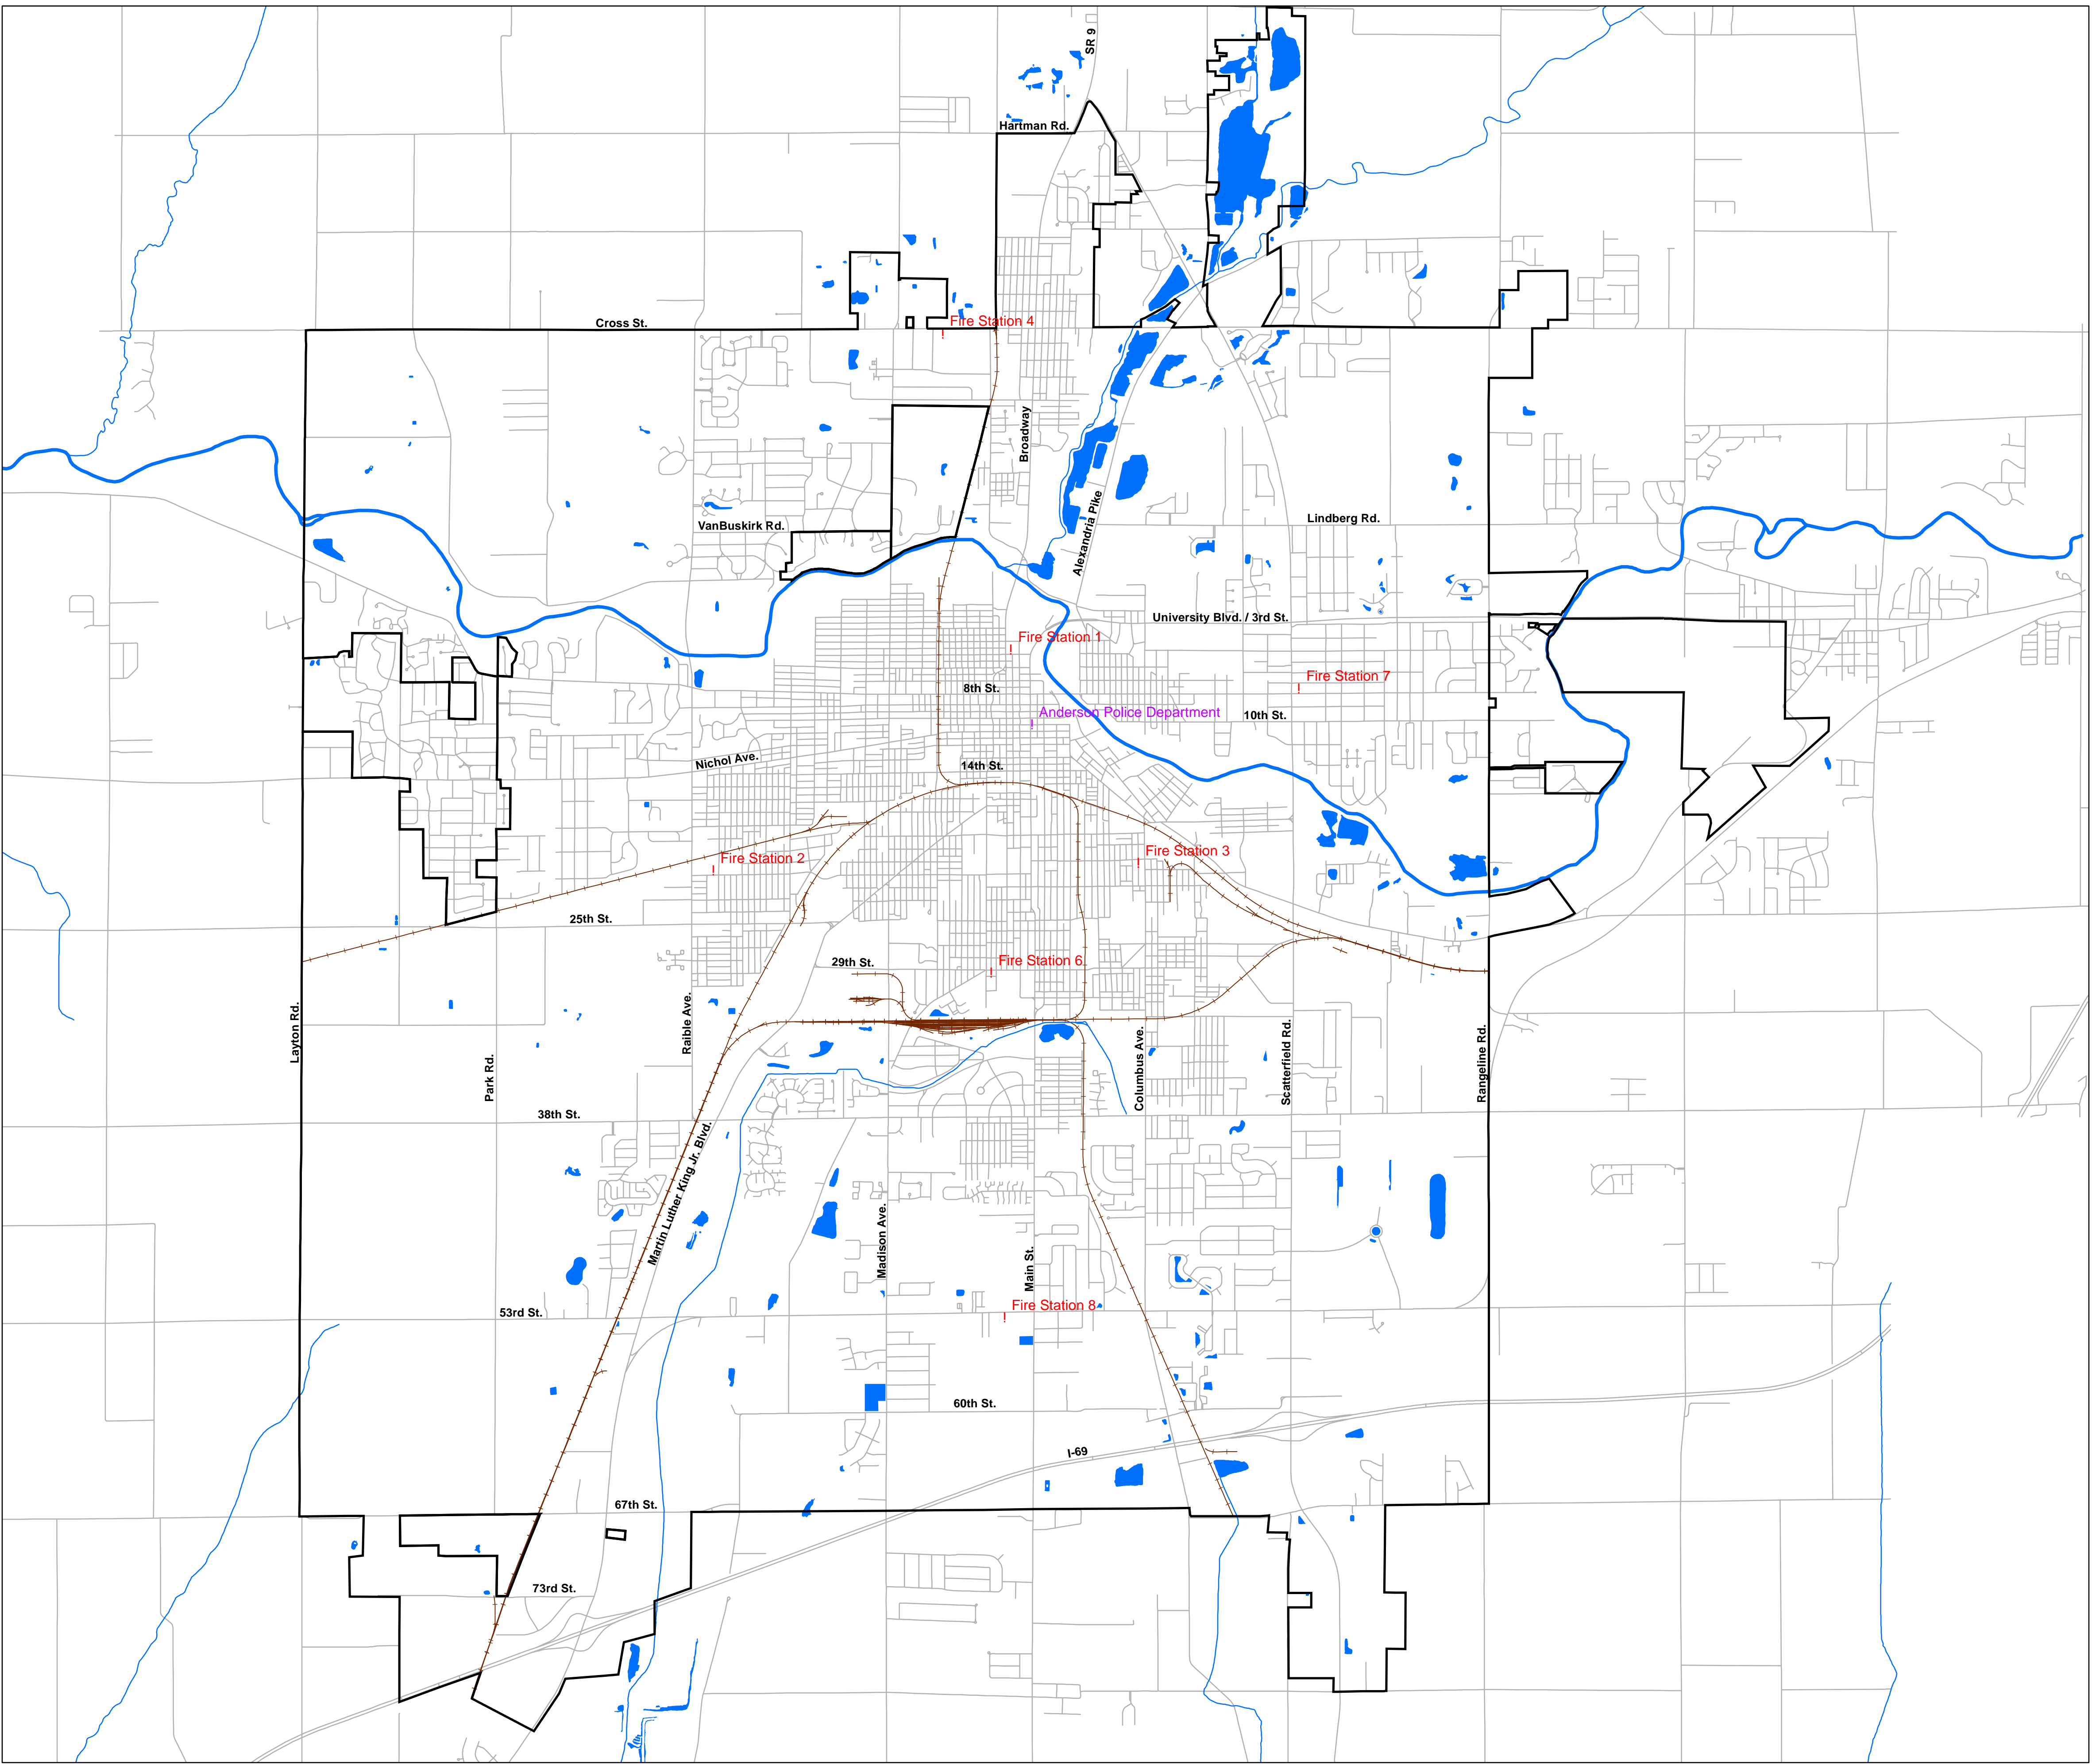 SR 9
Hartman Rd.
Cross St.
! Fire Station 4
Broadway
VanBuskirk Rd.
Alexandria Pike
Lindberg Rd.
University Blvd. / 3rd St.
! Fire Station 1
! Fire Station 7
8th St.
! Anderson Police Department
10th St.
Nichol Ave.
14th St.
! Fire Station 2
! Fire Station 3
25th St.
29th St.
! Fire Station 6
Layton Rd.
Park Rd.
Raible Ave.
Columbus Ave.
Scatterfield Rd.
Rangeline Rd.
38th St.
Martin Luther King Jr. Blvd.
Madison Ave.
Main St.
53rd St.
! Fire Station 8
60th St.
I-69
67th St.
73rd St.